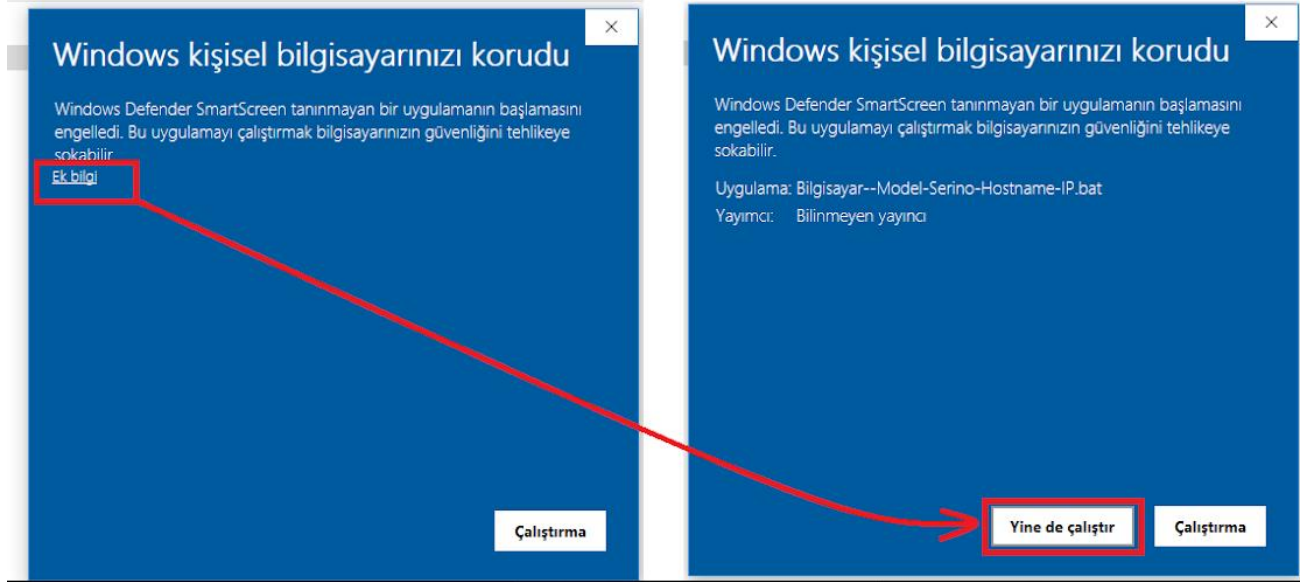 Windows kişisel bilgisayarınızı korudu
Windows Defender SmartScreen tanınmayan bir uygulamanın başlamasını
engelledi. Bu uygulamayı çalıştırmak bilgisayarınızın güvenliğini tehlikeye
sokabilir.
Ek bilgi
Çalıştırma
Windows kişisel bilgisayarınızı korudu
Windows Defender SmartScreen tanınmayan bir uygulamanın başlamasını
engelledi. Bu uygulamayı çalıştırmak bilgisayarınızın güvenliğini tehlikeye
sokabilir.
Uygulama: Bilgisayar--Model-Serino-Hostname-IP.bat
Yayımcı: Bilinmeyen yayıncı
Yine de çalıştır
Çalıştırma